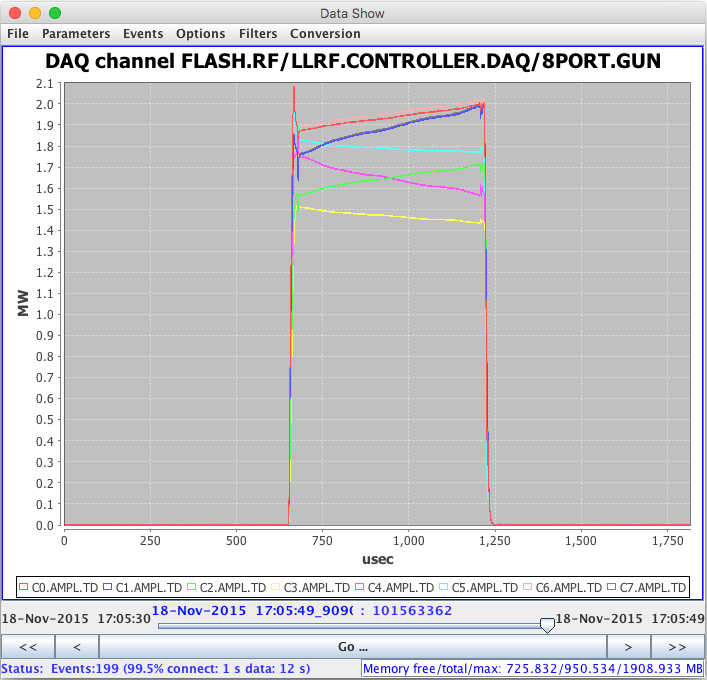 Data Show
File Parameters Events Options Filters Conversion
DAQ channel FLASH.RF/LLRF.CONTROLLER.DAQ/8PORT.GUN
2.1
2.0
1.9
1.8
1.7
1.6
1.5
1.4
1.3
1.2
1.1
1.0
0.9
0.8
0.7
0.6
0.5
0.4
0.3
0.2
0.1
0.0
MW
0 250 500 750 1,000 1,250 1,500 1,750
usec
C0.AMPL.TD C1.AMPL.TD C2.AMPL.TD C3.AMPL.TD C4.AMPL.TD C5.AMPL.TD C6.AMPL.TD C7.AMPL.TD
18-Nov-2015 17:05:30 18-Nov-2015 17:05:49_909( : 101563362 18-Nov-2015 17:05:49
<< < Go ... > >>
Status: Events:199 (99.5% connect: 1 s data: 12 s) Memory free/total/max: 725.832/950.534/1908.933 MB